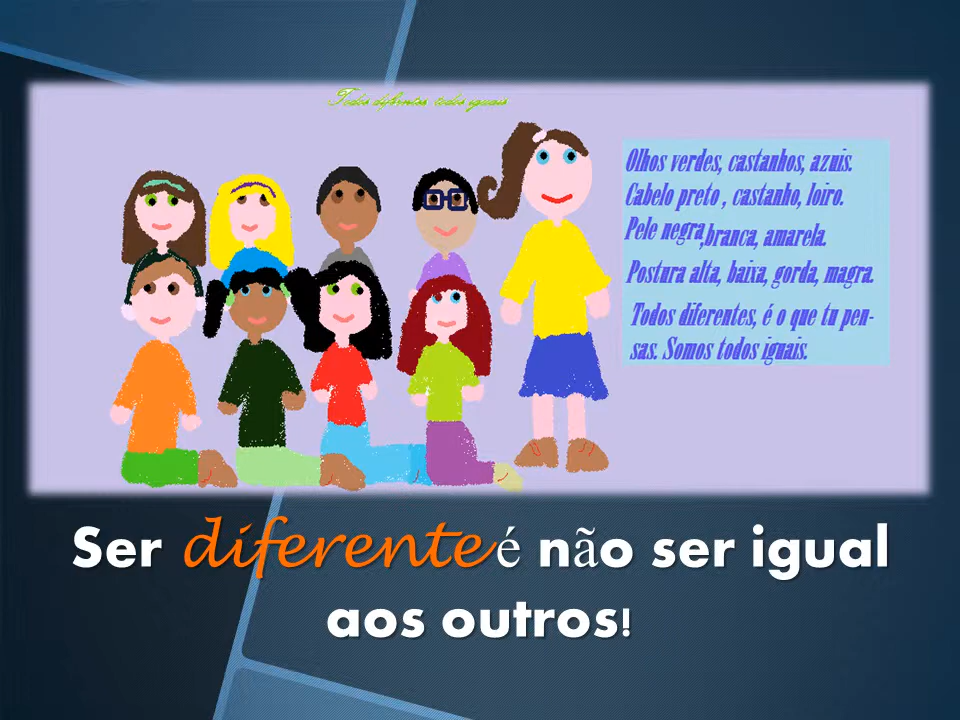 Todos diferentes todos iguais
Olhos verdes, castanhos, azuis.
Cabelo preto , castanho, loiro.
Pele negra ,branca, amarela.
Postura alta, baixa, gorda, magra.
Todos diferentes, é o que tu pen-
sas. Somos todos iguais.
Ser diferente é não ser igual
aos outros!